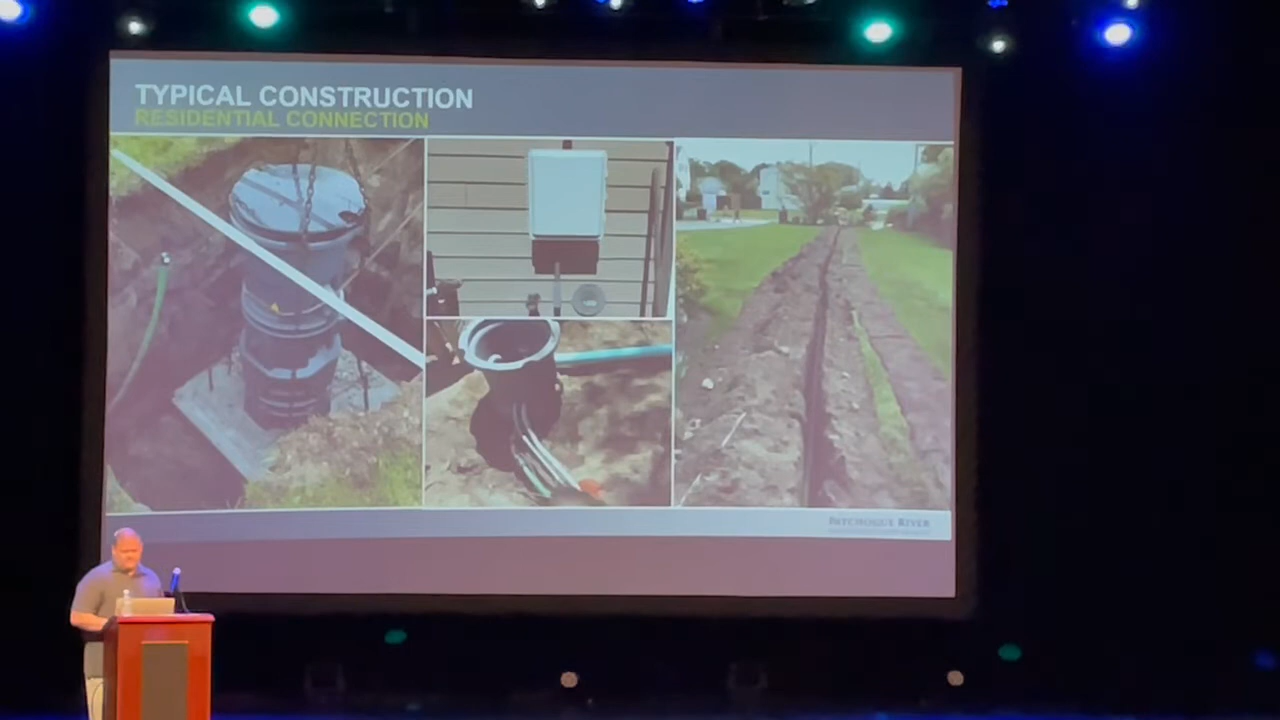 TYPICAL CONSTRUCTION
RESIDENTIAL CONNECTION
PATCHOGUE RIVER